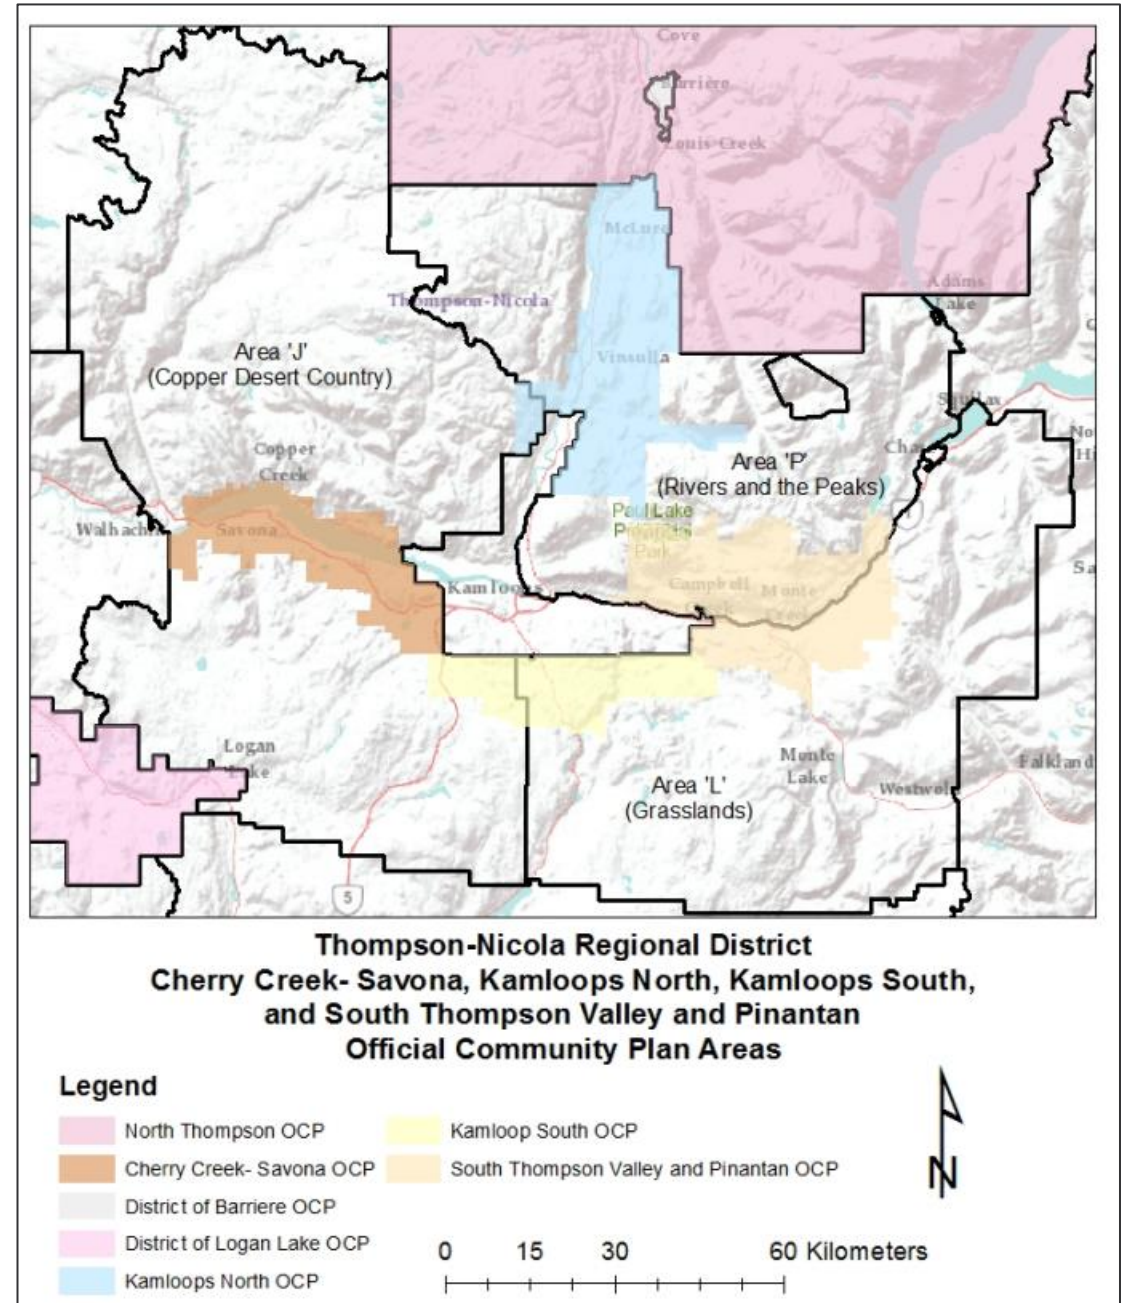 Cove
Barriere
Louis Creek
McLure
Adams
Lake
Thompson-Nicola
Area 'J'
(Copper Desert Country)
Vinsulla
Squilax
Copper
Creek
Area 'P'
(Rivers and the Peaks)
Paul Lake
Provincial
Park
Savona
Kamloops
Campbell
Creek
Monte
Creek
Logan
Lake
Monte
Lake
Falkland
Area 'L'
(Grasslands)
5
Thompson-Nicola Regional District
Cherry Creek- Savona, Kamloops North, Kamloops South,
and South Thompson Valley and Pinantan
Official Community Plan Areas
Legend
North Thompson OCP
Kamloop South OCP
Cherry Creek- Savona OCP
South Thompson Valley and Pinantan OCP
District of Barriere OCP
District of Logan Lake OCP
Kamloops North OCP
0 15 30 60 Kilometers
N